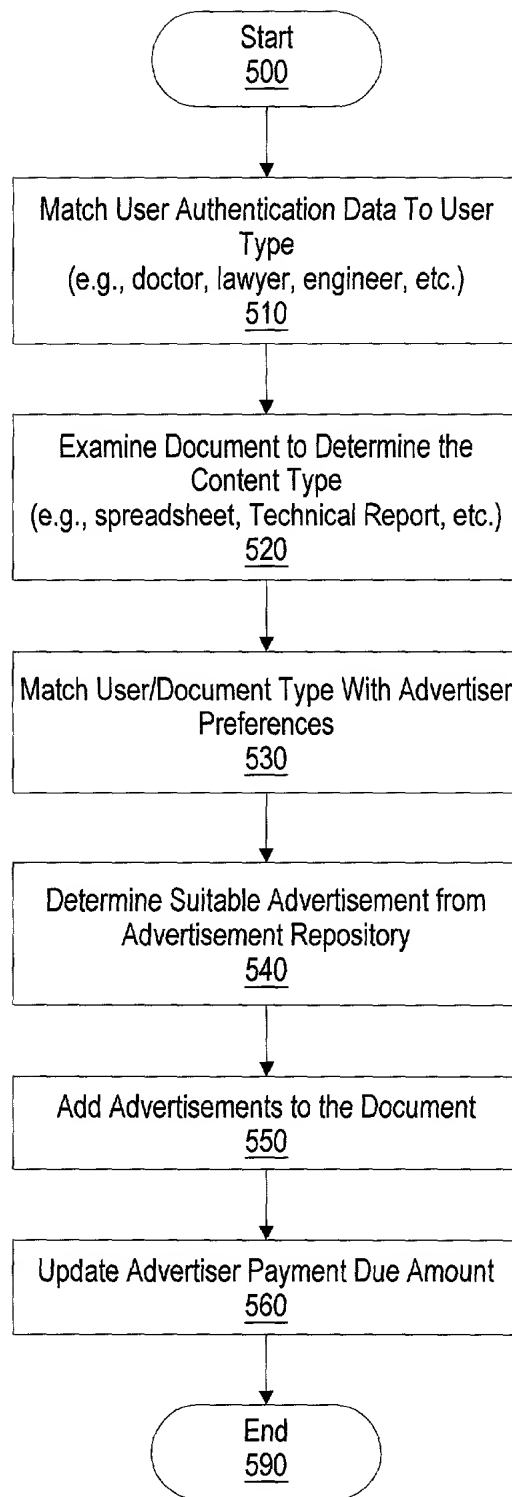 Start
500
Match User Authentication Data To User
Type
(e.g., doctor, lawyer, engineer, etc.)
510
Examine Document to Determine the
Content Type
(e.g., spreadsheet, Technical Report, etc.)
520
Match User/Document Type With Advertiser
Preferences
530
Determine Suitable Advertisement from
Advertisement Repository
540
Add Advertisements to the Document
550
Update Advertiser Payment Due Amount
560
End
590